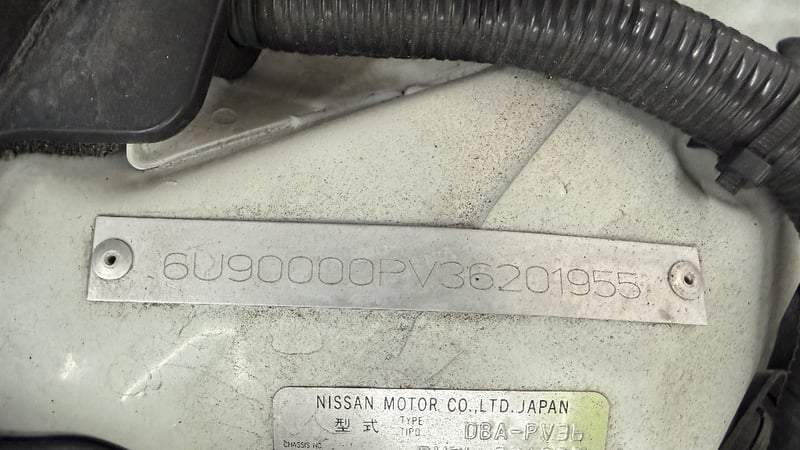 6U90000PV36201955
NISSAN MOTOR CO.,LTD.JAPAN
型式 TYPE TIPO DBA-PV36
CHASSIS NO